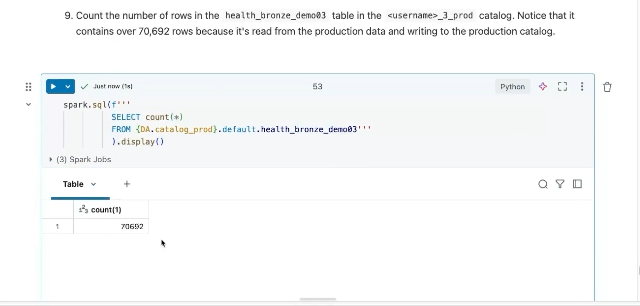 9. Count the number of rows in the health_bronze_demo03 table in the <username>_3_prod catalog. Notice that it
contains over 70,692 rows because it's read from the production data and writing to the production catalog.
Just now (1s)
53
Python
spark.sql(f'''
SELECT count(*)
FROM {DA.catalog_prod}.default.health_bronze_demo03'''
).display()
(3) Spark Jobs
Table
+
1²3 count(1)
1 70692